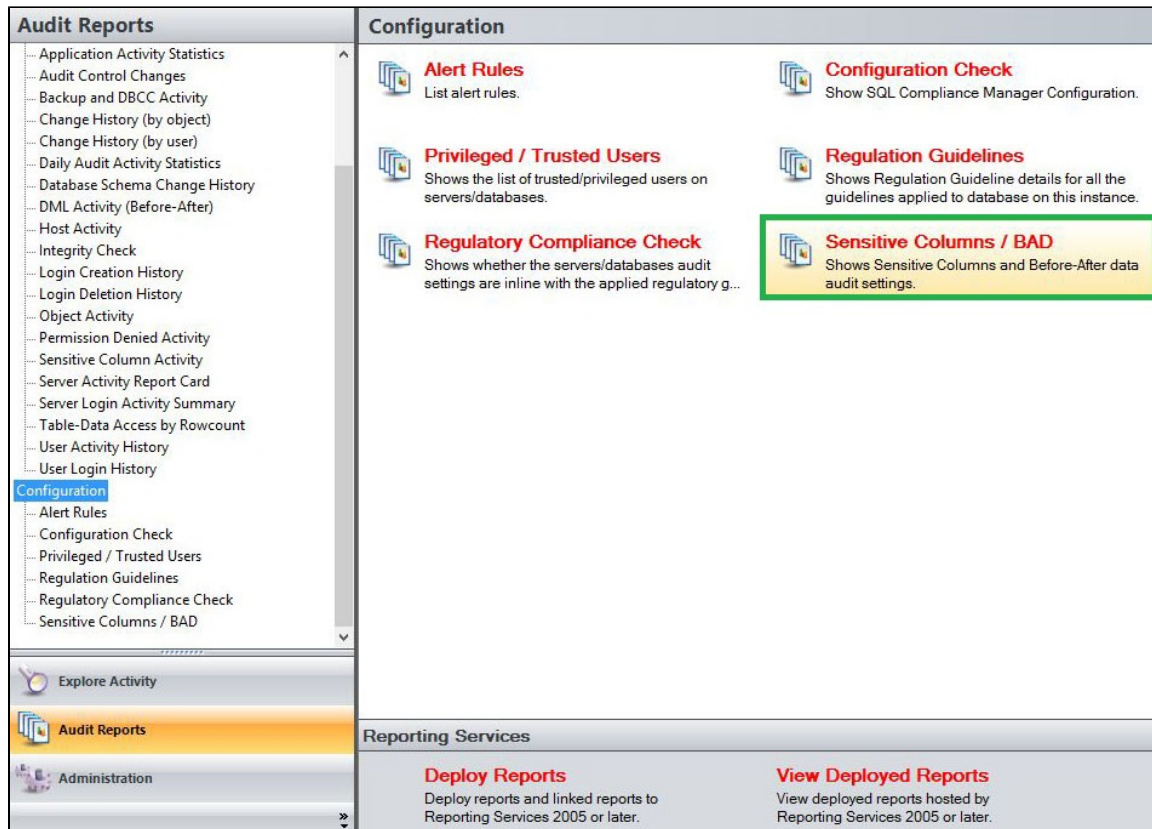 Audit Reports
Application Activity Statistics
Audit Control Changes
Backup and DBCC Activity
Change History (by object)
Change History (by user)
Daily Audit Activity Statistics
Database Schema Change History
DML Activity (Before-After)
Host Activity
Integrity Check
Login Creation History
Login Deletion History
Object Activity
Permission Denied Activity
Sensitive Column Activity
Server Activity Report Card
Server Login Activity Summary
Table-Data Access by Rowcount
User Activity History
User Login History
Configuration
Alert Rules
Configuration Check
Privileged / Trusted Users
Regulation Guidelines
Regulatory Compliance Check
Sensitive Columns / BAD
Explore Activity
Audit Reports
Administration
Configuration
Alert Rules
List alert rules.
Configuration Check
Show SQL Compliance Manager Configuration.
Privileged / Trusted Users
Shows the list of trusted/privileged users on
servers/databases.
Regulation Guidelines
Shows Regulation Guideline details for all the
guidelines applied to database on this instance.
Regulatory Compliance Check
Shows whether the servers/databases audit
settings are inline with the applied regulatory g...
Sensitive Columns / BAD
Shows Sensitive Columns and Before-After data
audit settings.
Reporting Services
Deploy Reports
Deploy reports and linked reports to
Reporting Services 2005 or later.
View Deployed Reports
View deployed reports hosted by
Reporting Services 2005 or later.